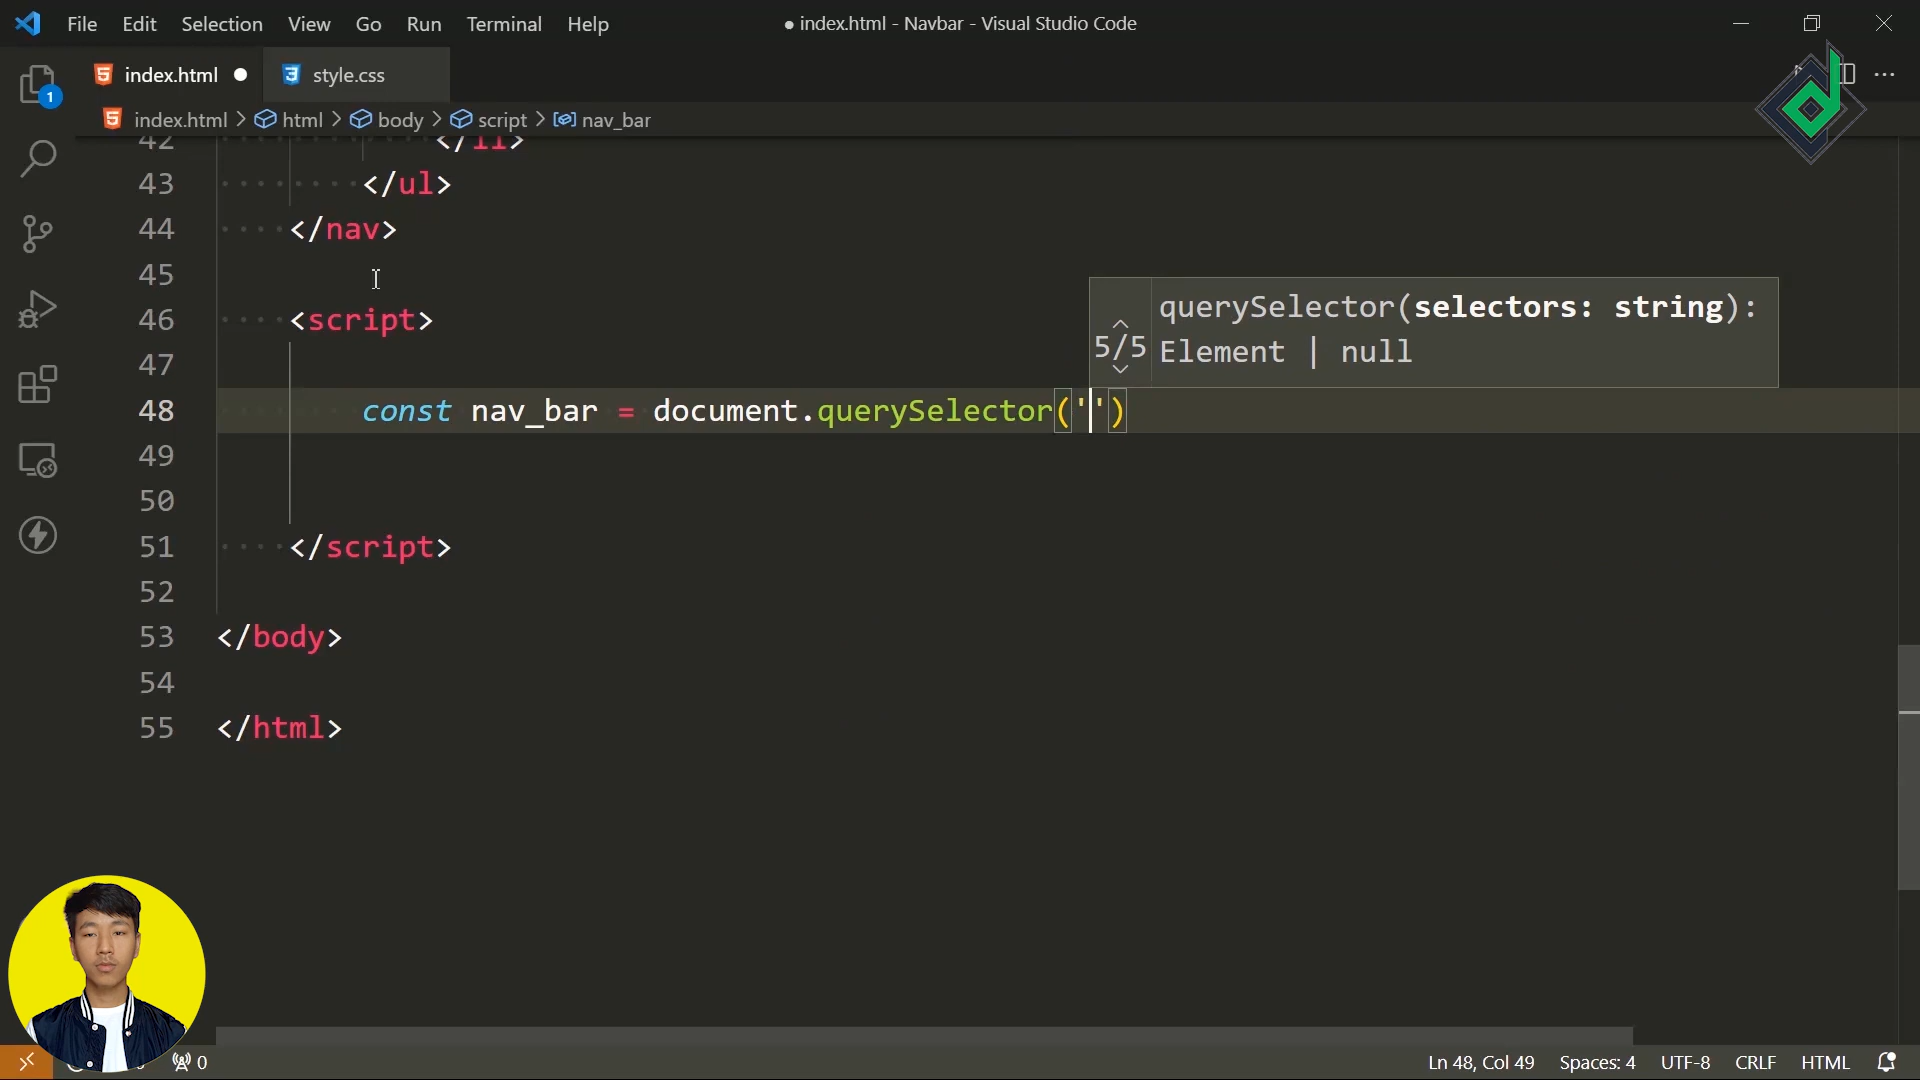 File Edit Selection View Go Run Terminal Help ● index.html - Navbar - Visual Studio Code
index.html ● style.css
index.html > html > body > script > nav_bar
1
42 </li>
43 </ul>
44 </nav>
45
46 <script>
47
48 const nav_bar = document.querySelector('')
49
50
51 </script>
52
53 </body>
54
55 </html>
5/5 querySelector(selectors: string):
Element | null
0 Ln 48, Col 49 Spaces: 4 UTF-8 CRLF HTML